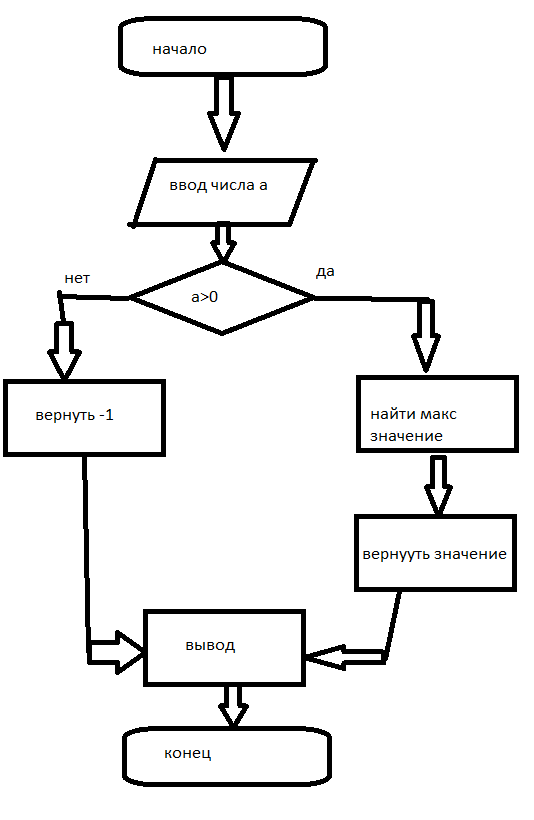 начало
ввод числа а
нет
да
а>0
вернуть -1
найти макс
значение
вернууть значение
вывод
конец